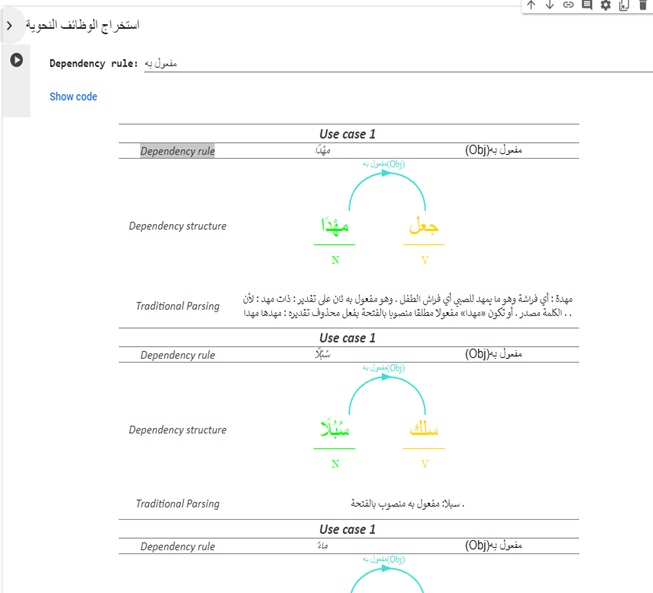 استخراج الوظائف النحوية
Dependency rule: مفعول به
Show code
Use case 1
Dependency rule مهْدًا مفعول به(Obj)
مفعول به(Obj)
Dependency structure مهْدًا جعل
N V
مهدة : أي فراشة وهو ما يمهد للصبي أي فراش الطفل . وهو مفعول به ثان على تقدير : ذات مهد : لأن
Traditional Parsing
. . الكلمة مصدر . أو تكون «مهدا» مفعولا مطلقا منصوبا بالفتحة بفعل محذوف تقديره : مهدها مهدا
Use case 1
Dependency rule سُبُلًا مفعول به(Obj)
مفعول به(Obj)
Dependency structure سُبُلًا سلك
N V
Traditional Parsing سبلا: مفعول به منصوب بالفتحة .
Use case 1
Dependency rule ماءً مفعول به(Obj)
مفعول به(Obj)